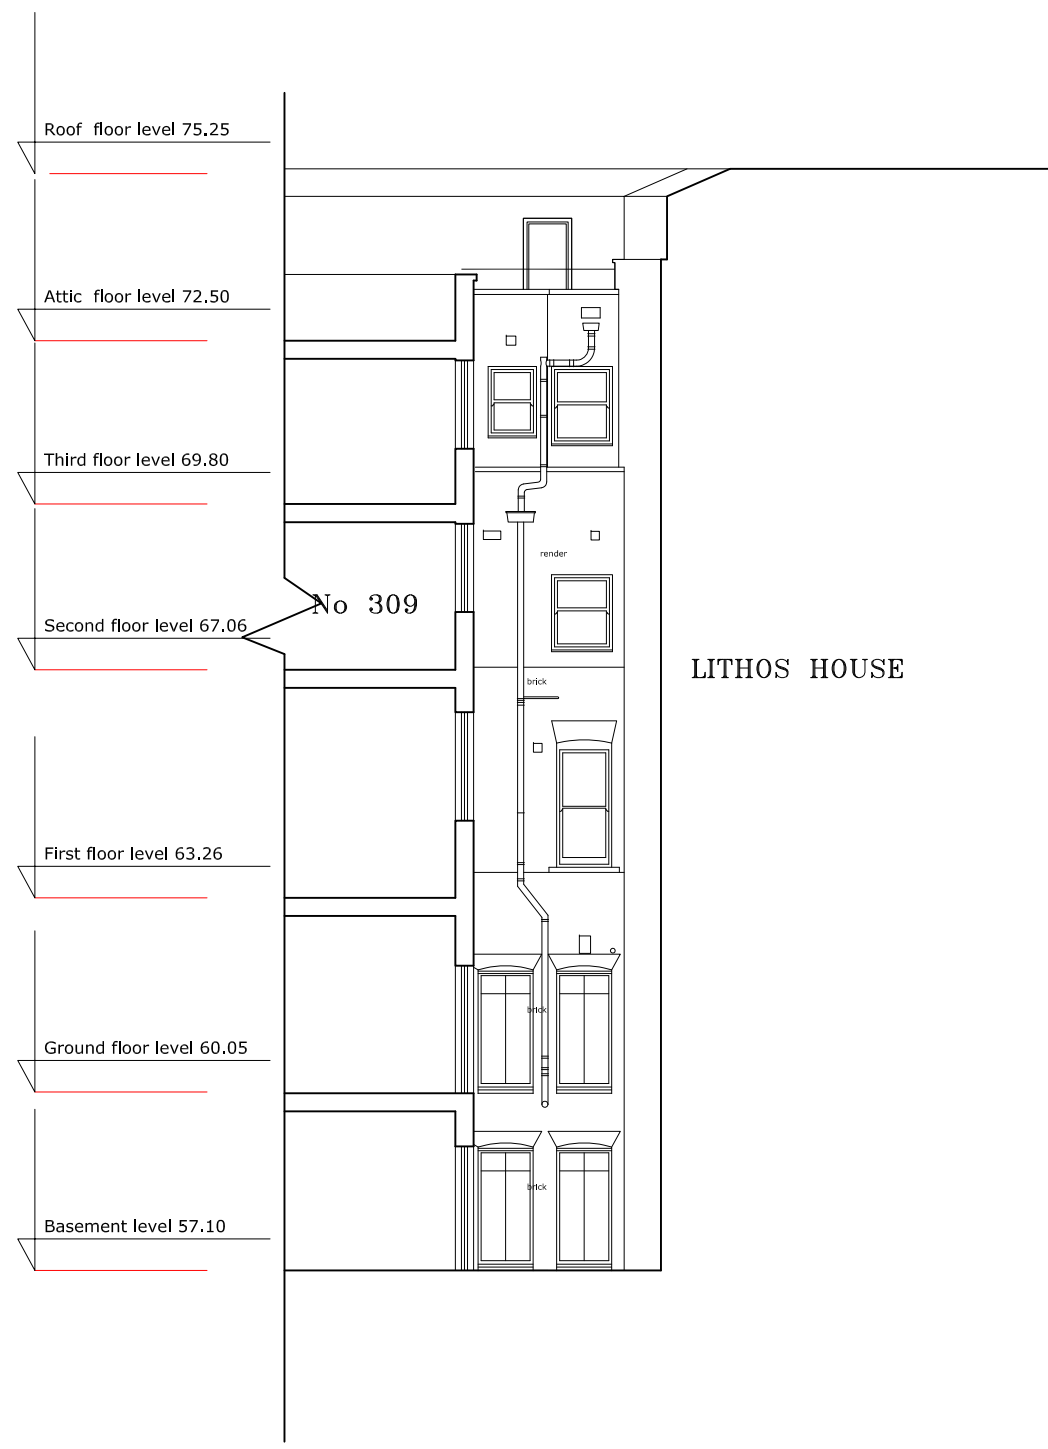 Roof floor level 75.25
Attic floor level 72.50
Third floor level 69.80
render
No 309
Second floor level 67.06
LITHOS HOUSE
brick
First floor level 63.26
brick
Ground floor level 60.05
brick
Basement level 57.10